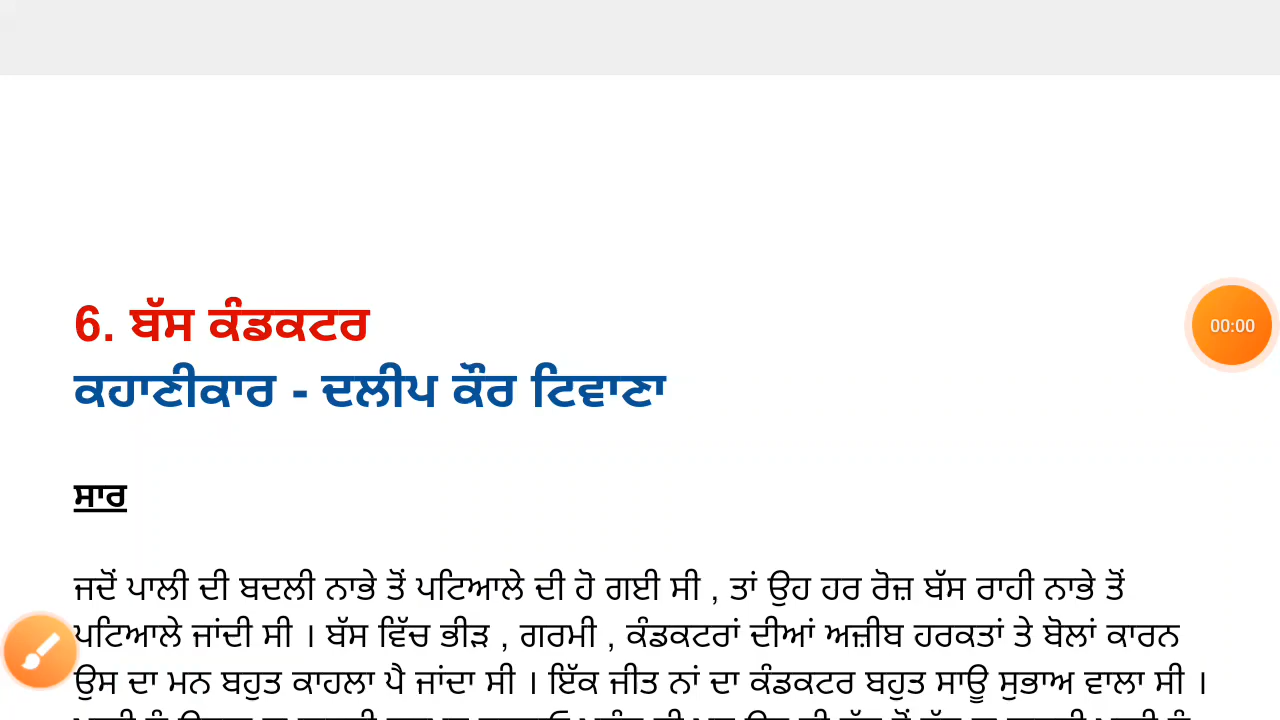 6. ਬੱਸ ਕੰਡਕਟਰ
ਕਹਾਣੀਕਾਰ - ਦਲੀਪ ਕੌਰ ਟਿਵਾਣਾ
ਸਾਰ
ਜਦੋਂ ਪਾਲੀ ਦੀ ਬਦਲੀ ਨਾਭੇ ਤੋਂ ਪਟਿਆਲੇ ਦੀ ਹੋ ਗਈ ਸੀ , ਤਾਂ ਉਹ ਹਰ ਰੋਜ਼ ਬੱਸ ਰਾਹੀ ਨਾਭੇ ਤੋਂ
ਪਟਿਆਲੇ ਜਾਂਦੀ ਸੀ । ਬੱਸ ਵਿੱਚ ਭੀੜ , ਗਰਮੀ , ਕੰਡਕਟਰਾਂ ਦੀਆਂ ਅਜ਼ੀਬ ਹਰਕਤਾਂ ਤੇ ਬੋਲਾਂ ਕਾਰਨ
ਉਸ ਦਾ ਮਨ ਬਹੁਤ ਕਾਹਲਾ ਪੈ ਜਾਂਦਾ ਸੀ । ਇੱਕ ਜੀਤ ਨਾਂ ਦਾ ਕੰਡਕਟਰ ਬਹੁਤ ਸਾਊ ਸੁਭਾਅ ਵਾਲਾ ਸੀ ।
00:00